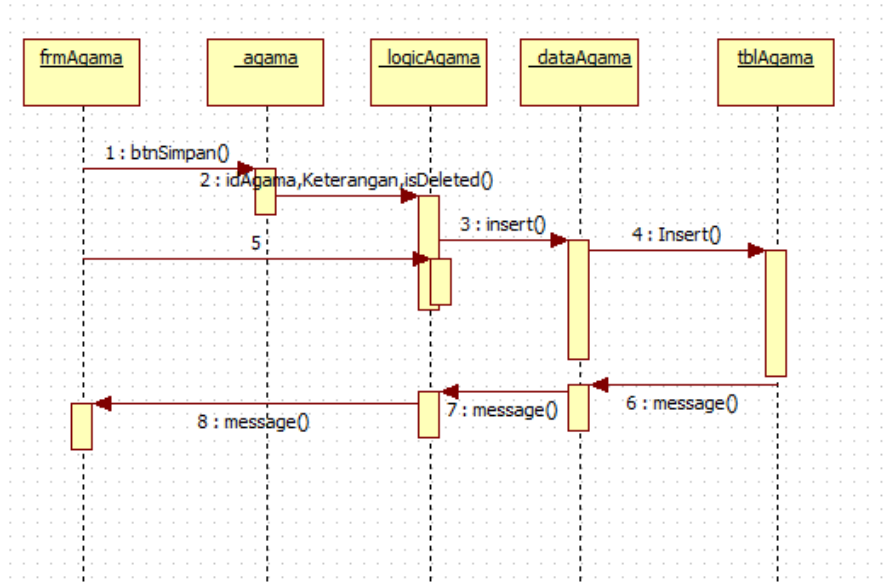 frmAgama
_agama
_logicAgama
_dataAgama
tblAgama
1 : btnSimpan()
2 : idAgama,Keterangan,isDeleted()
3 : insert()
4 : Insert()
5
6 : message()
7 : message()
8 : message()